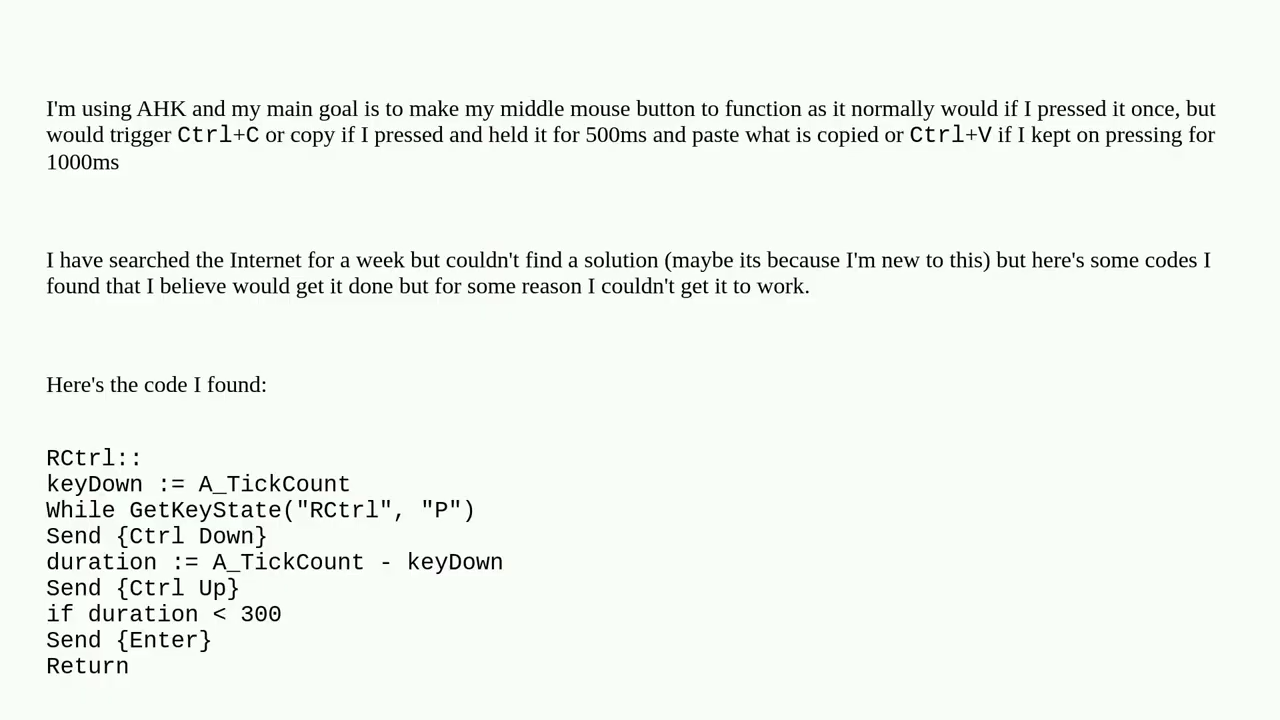 I'm using AHK and my main goal is to make my middle mouse button to function as it normally would if I pressed it once, but
would trigger Ctrl+C or copy if I pressed and held it for 500ms and paste what is copied or Ctrl+V if I kept on pressing for
1000ms
I have searched the Internet for a week but couldn't find a solution (maybe its because I'm new to this) but here's some codes I
found that I believe would get it done but for some reason I couldn't get it to work.
Here's the code I found:
RCtrl::
keyDown := A_TickCount
While GetKeyState("RCtrl", "P")
Send {Ctrl Down}
duration := A_TickCount - keyDown
Send {Ctrl Up}
if duration < 300
Send {Enter}
Return